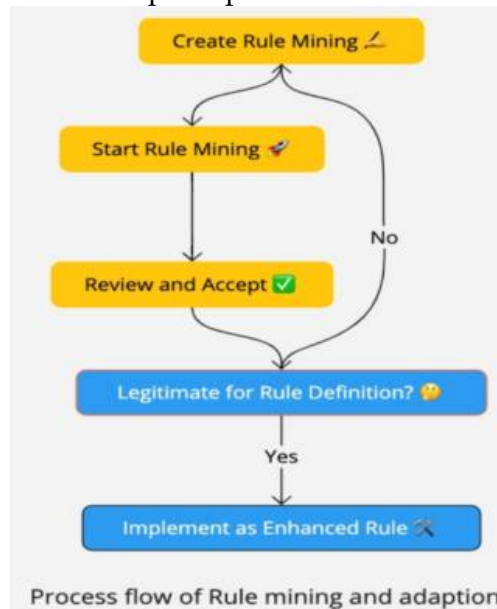 Create Rule Mining ✍️
Start Rule Mining 🚀
No
Review and Accept ✅
Legitimate for Rule Definition? 🤔
Yes
Implement as Enhanced Rule 🛠️
Process flow of Rule mining and adaption